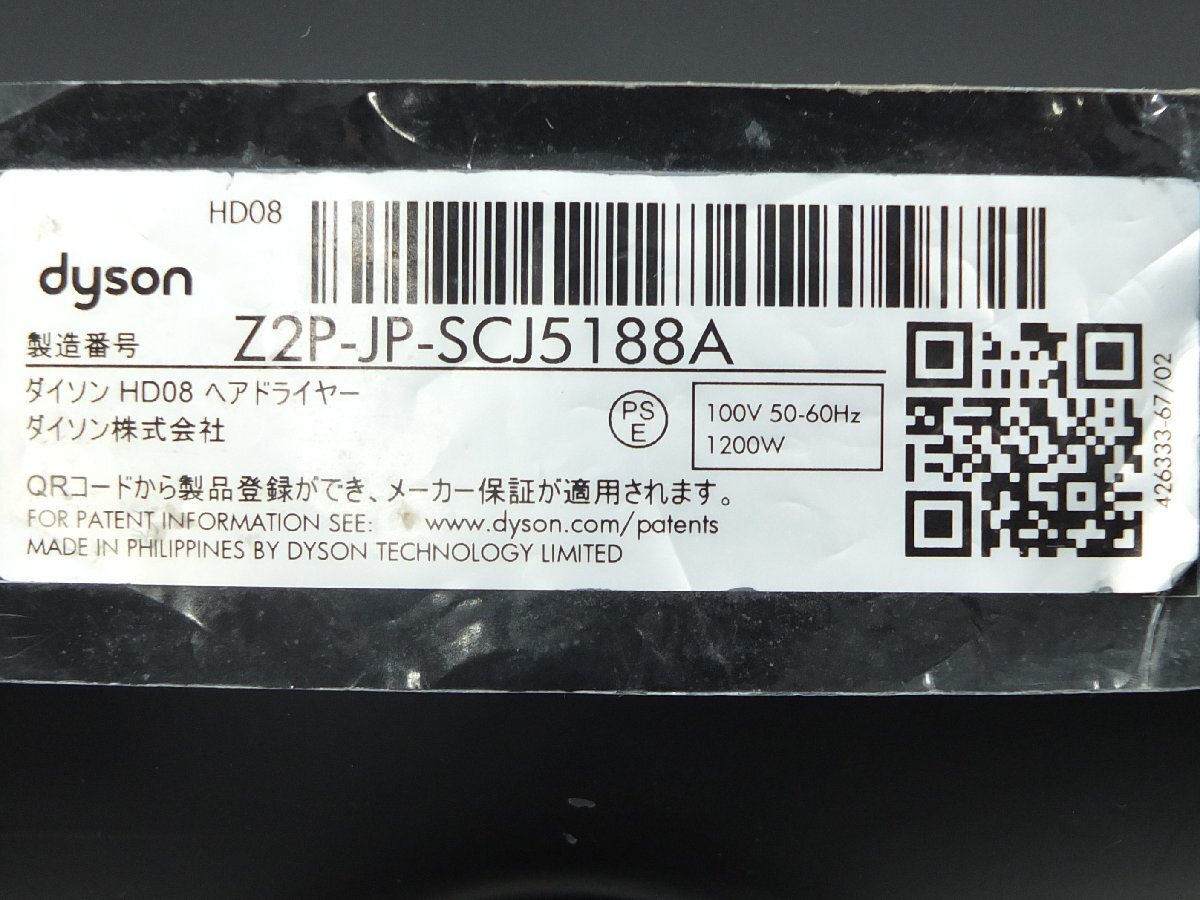 HD08
dyson
製造番号 Z2P-JP-SCJ5188A
ダイソン HD08 ヘアドライヤー
ダイソン株式会社
PS
E
100V 50-60Hz
1200W
QRコードから製品登録ができ、メーカー保証が適用されます。
FOR PATENT INFORMATION SEE: www.dyson.com/patents
MADE IN PHILIPPINES BY DYSON TECHNOLOGY LIMITED
426333-67/02